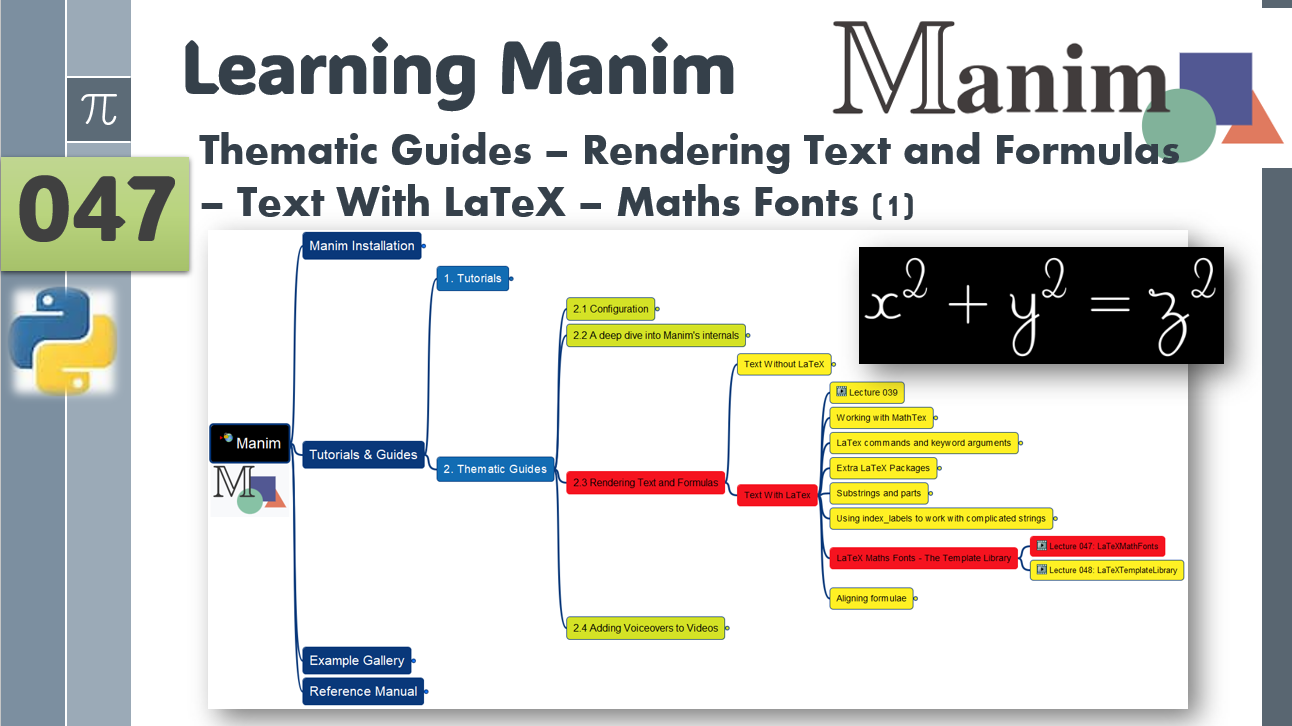 Learning Manim
Manim
π
Thematic Guides – Rendering Text and Formulas
– Text With LaTeX – Maths Fonts (1)
047
Manim Installation
1. Tutorials
2.1 Configuration
2.2 A deep dive into Manim's internals
x² + y² = z²
Text Without LaTeX
Lecture 039
Working with MathTex
LaTex commands and keyword arguments
Extra LaTeX Packages
Substrings and parts
Using index_labels to work with complicated strings
Manim
Tutorials & Guides
2. Thematic Guides
2.3 Rendering Text and Formulas
Text With LaTex
M
LaTeX Maths Fonts - The Template Library
Lecture 047: LaTeXMathFonts
Lecture 048: LaTeXTemplateLibrary
Aligning formulae
2.4 Adding Voiceovers to Videos
Example Gallery
Reference Manual